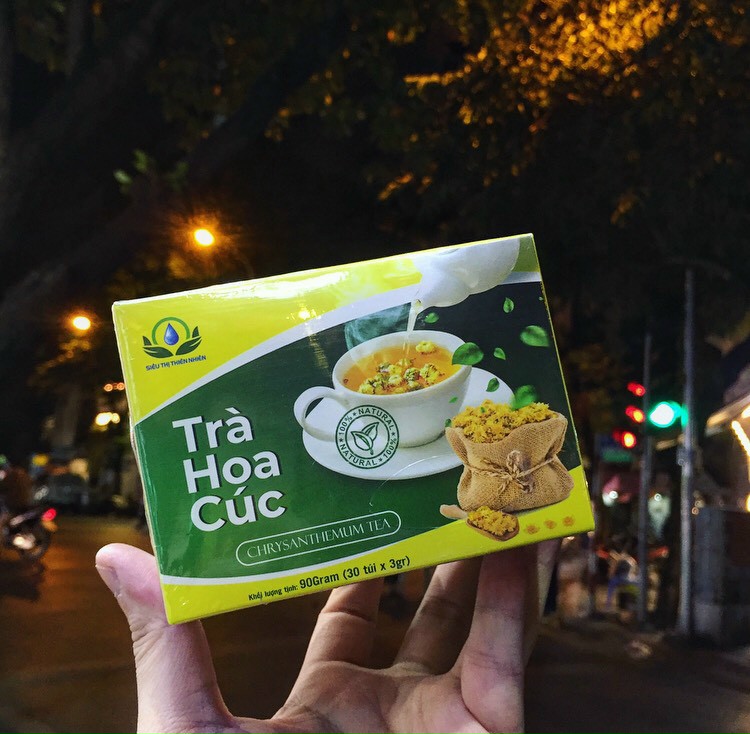 SIÊU THỊ THIÊN NHIÊN
Trà
Hoa
Cúc
CHRYSANTHEMUM TEA
100% NATURAL
100% NATURAL
Khối lượng tịnh: 90Gram (30 túi x 3gr)